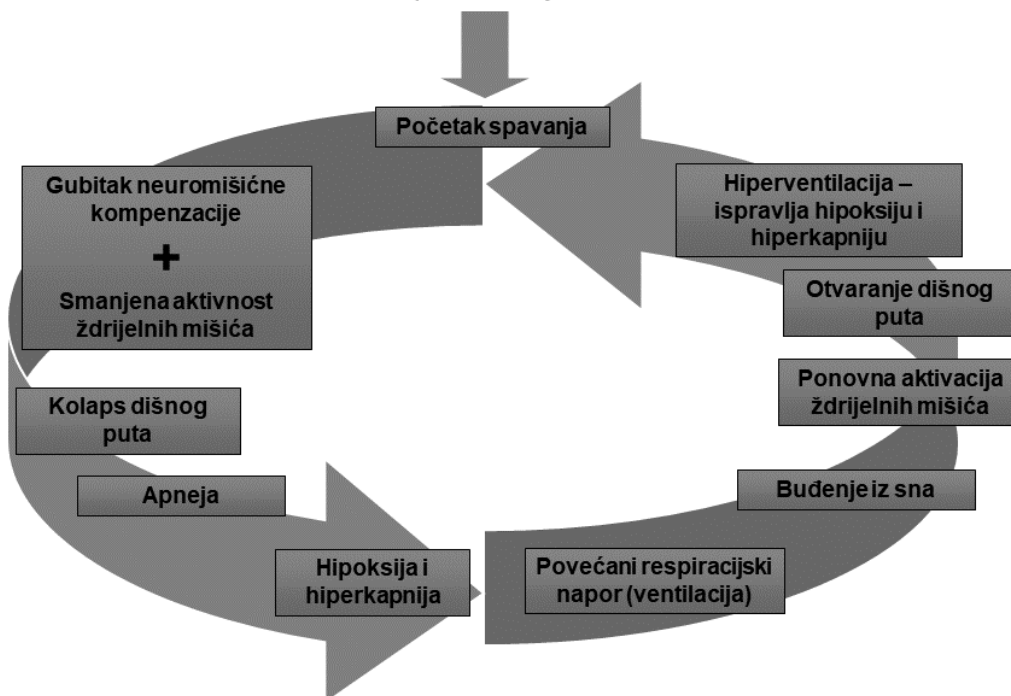 Početak spavanja
Gubitak neuromišićne
kompenzacije
+
Smanjena aktivnost
ždrijelnih mišića
Kolaps dišnog
puta
Apneja
Hipoksija i
hiperkapnija
Povećani respiracijski
napor (ventilacija)
Buđenje iz sna
Ponovna aktivacija
ždrijelnih mišića
Otvaranje dišnog
puta
Hiperventilacija –
ispravlja hipoksiju i
hiperkapniju